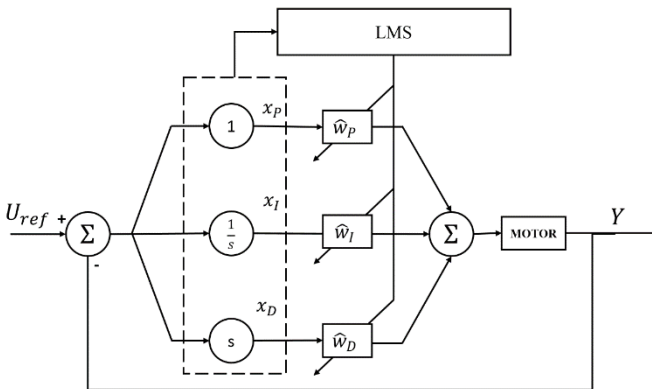 LMS
x_P
1
ŵ_P
U_ref +
Σ
-
x_I
1/s
ŵ_I
Σ
MOTOR
Y
x_D
s
ŵ_D